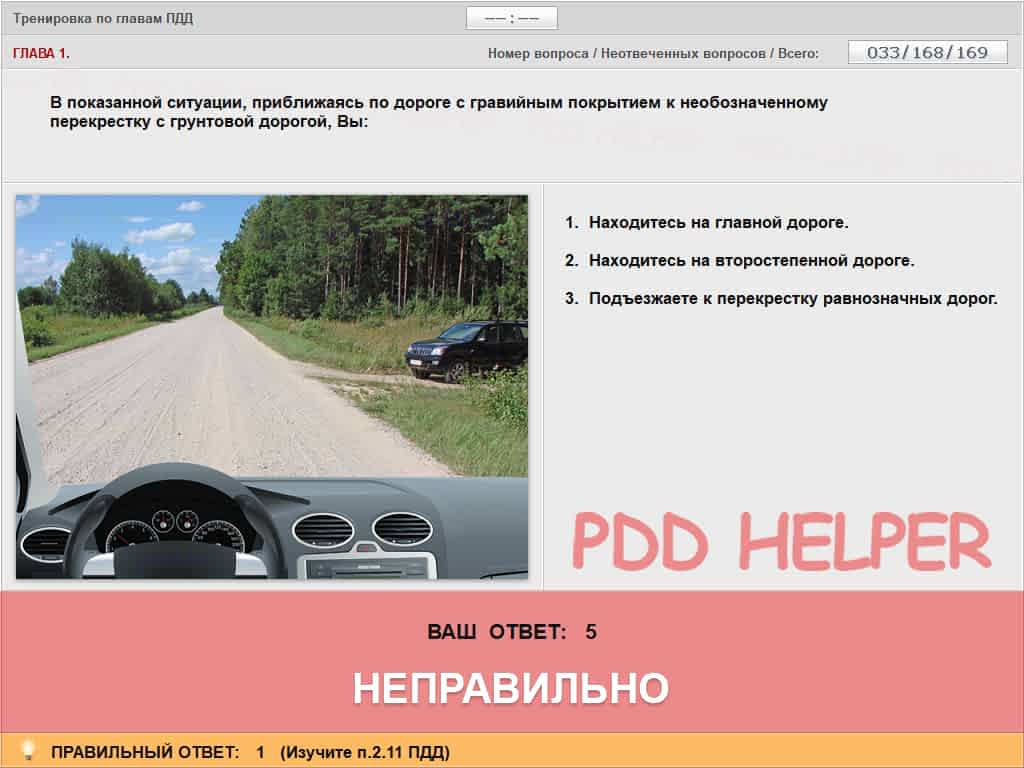 Тренировка по главам ПДД
—— : ——
ГЛАВА 1.
Номер вопроса / Неотвеченных вопросов / Всего: 033/168/169
В показанной ситуации, приближаясь по дороге с гравийным покрытием к необозначенному
перекрестку с грунтовой дорогой, Вы:
1. Находитесь на главной дороге.
2. Находитесь на второстепенной дороге.
3. Подъезжаете к перекрестку равнозначных дорог.
PDD HELPER
ВАШ ОТВЕТ: 5
НЕПРАВИЛЬНО
ПРАВИЛЬНЫЙ ОТВЕТ: 1 (Изучите п.2.11 ПДД)